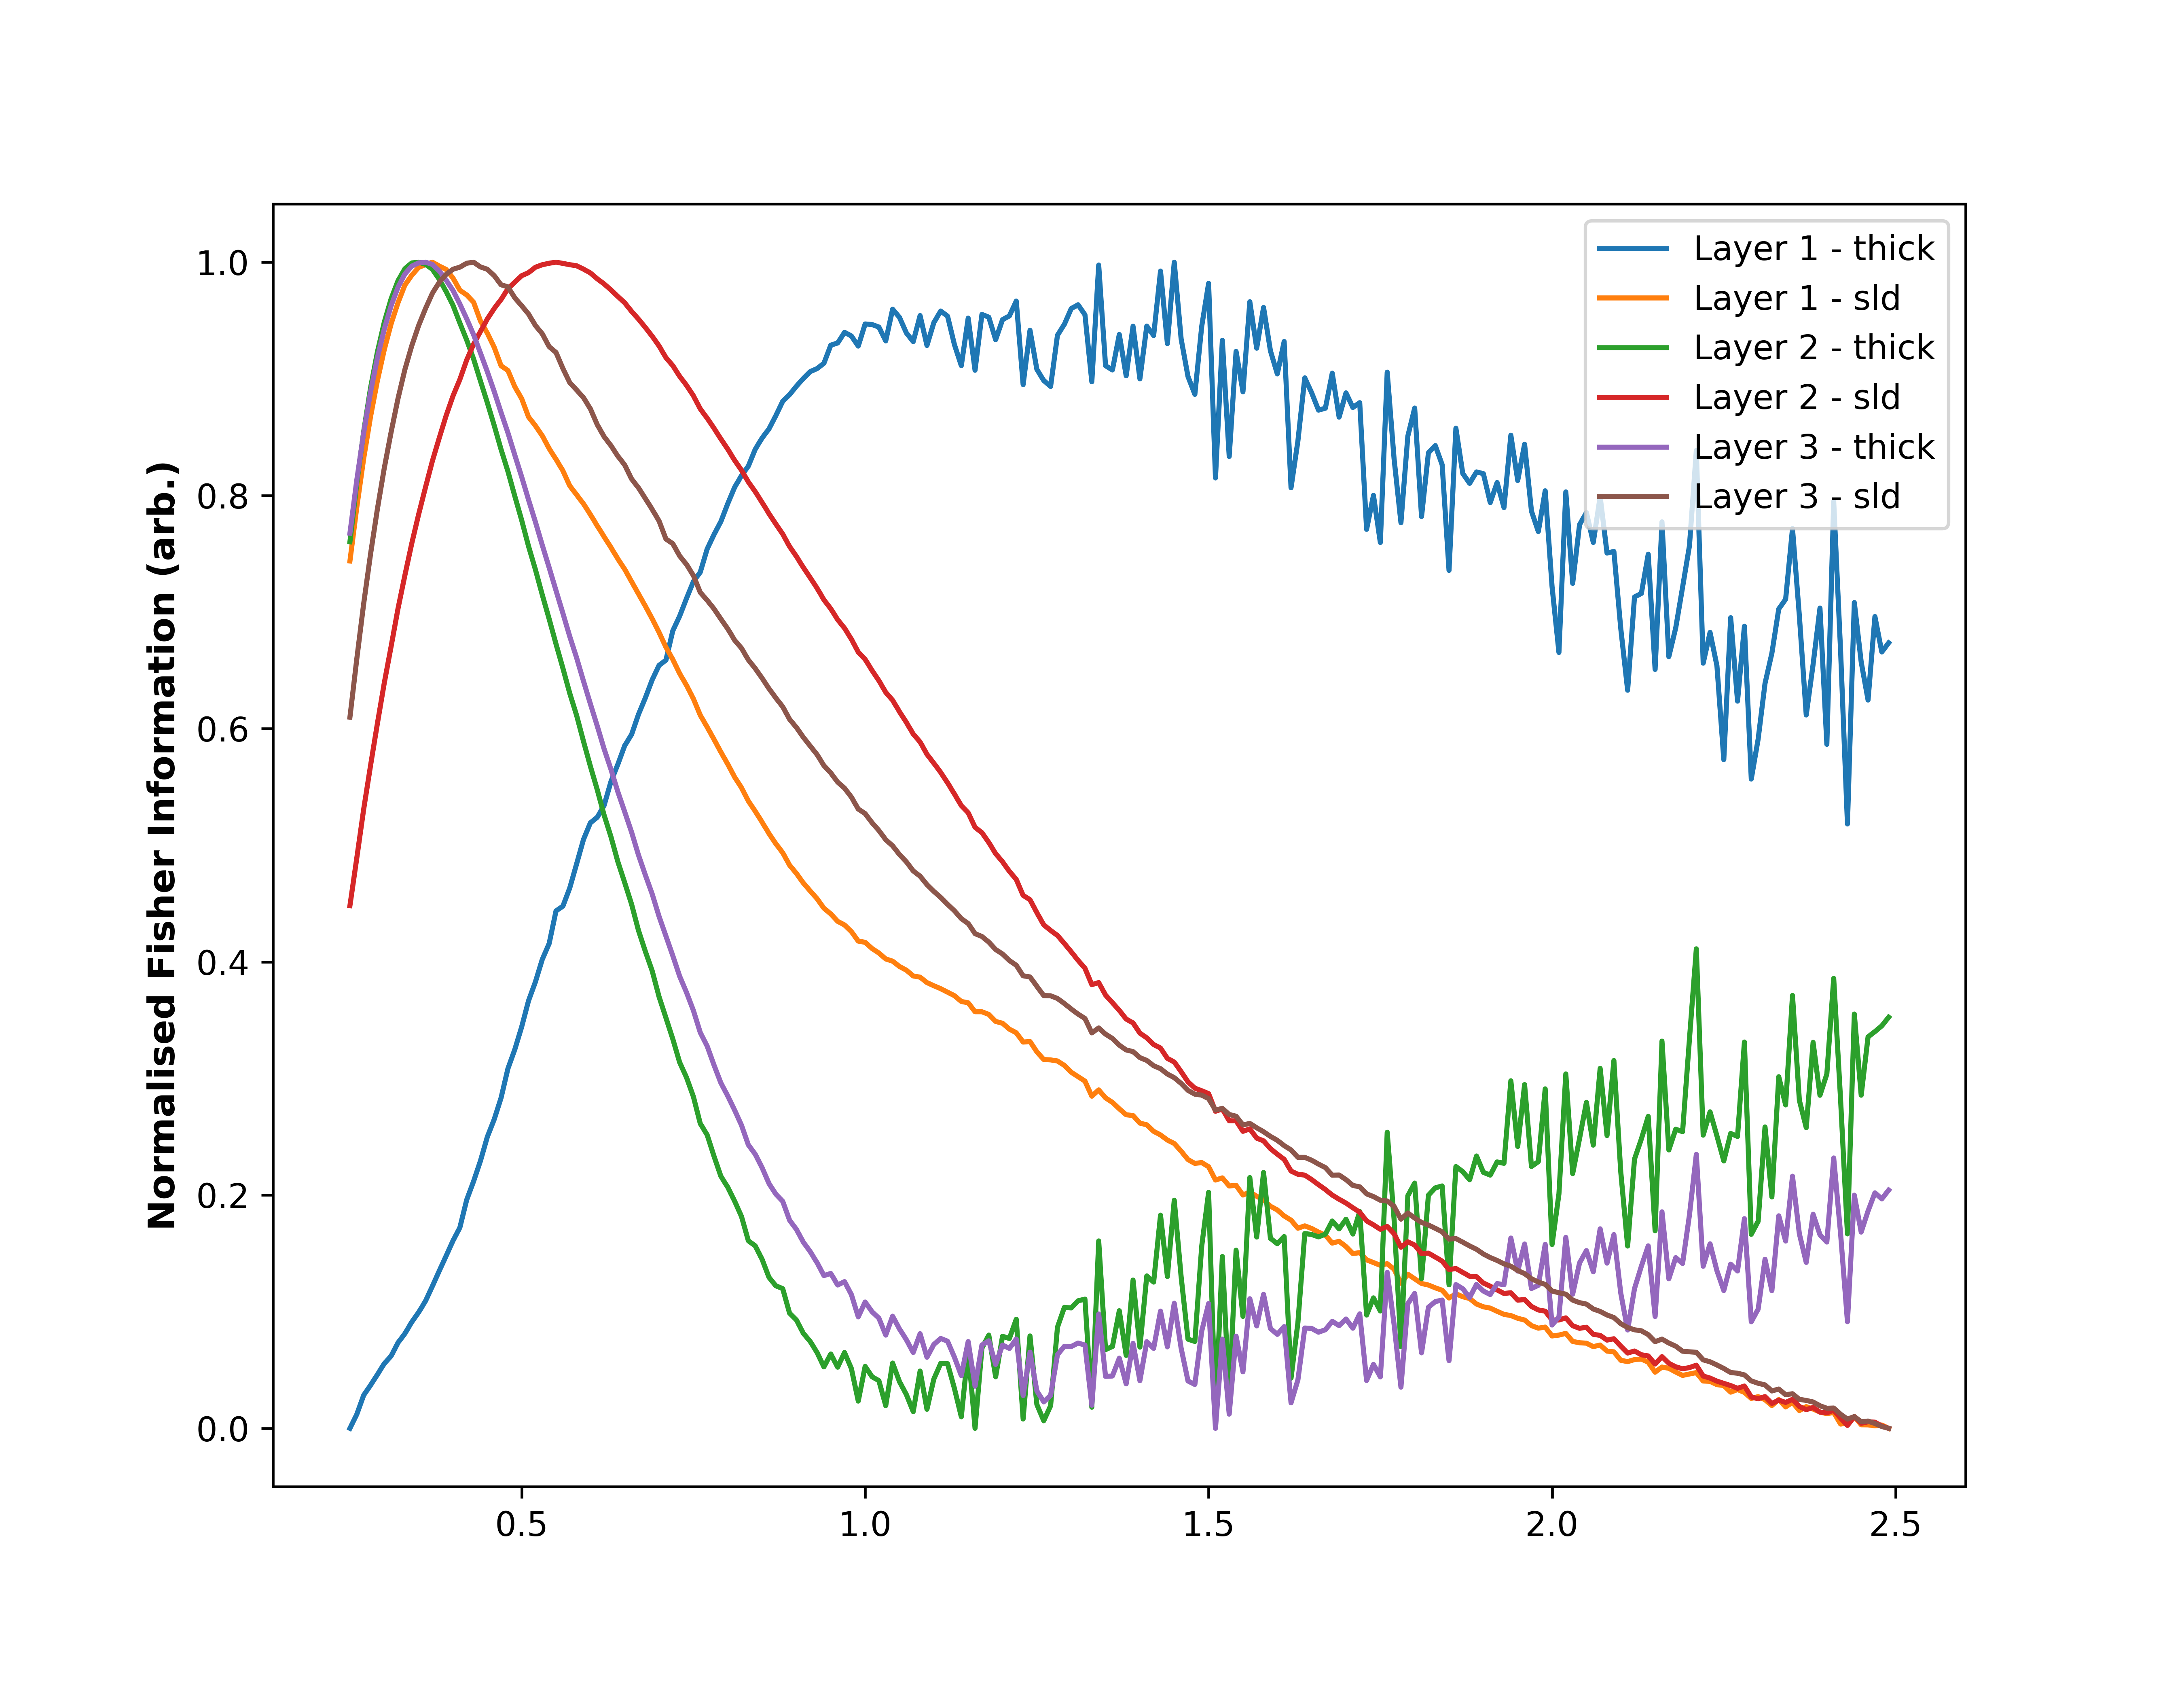 Normalised Fisher Information (arb.)
1.0
0.8
0.6
0.4
0.2
0.0
0.5
1.0
1.5
2.0
2.5
Layer 1 - thick
Layer 1 - sld
Layer 2 - thick
Layer 2 - sld
Layer 3 - thick
Layer 3 - sld